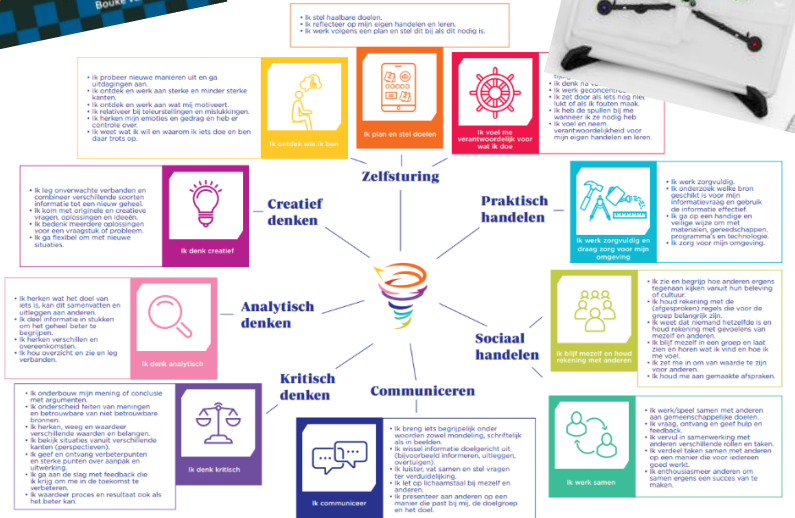 Bouke va
• Ik stel haalbare doelen.
• Ik reflecteer op mijn eigen handelen en leren.
• Ik werk volgens een plan en stel dit bij als dit nodig is.
• Ik probeer nieuwe manieren uit en ga
uitdagingen aan.
• Ik ontdek en werk aan sterke en minder sterke
kanten.
• Ik ontdek en werk aan wat mij motiveert.
• Ik relativeer bij teleurstellingen en mislukkingen.
• Ik herken mijn emoties en gedrag en heb er
controle over.
• Ik weet wat ik wil en waarom ik iets doe en ben
daar trots op.
Ik ontdek wie ik ben
Ik plan en stel doelen
Ik voel me
verantwoordelijk voor
wat ik doe
• Ik denk na
• Ik werk geconcentree
• Ik zet door als iets nog niet
lukt of als ik fouten maak.
• Ik heb de spullen bij me
wanneer ik ze nodig heb
• Ik voel en neem
verantwoordelijkheid voor
mijn eigen handelen en leren.
Zelfsturing
• Ik leg onverwachte verbanden en
combineer verschillende soorten
informatie tot een nieuw geheel.
• Ik kom met originele en creatieve
vragen, oplossingen en ideeën.
• Ik bedenk meerdere oplossingen
voor een vraagstuk of probleem.
• Ik ga flexibel om met nieuwe
situaties.
Ik denk creatief
Creatief
denken
Praktisch
handelen
Ik werk zorgvuldig en
draag zorg voor mijn
omgeving
• Ik werk zorgvuldig.
• Ik onderzoek welke bron
geschikt is voor mijn
informatievraag en gebruik
de informatie effectief.
• Ik ga op een handige en
veilige wijze om met
materialen, gereedschappen,
programma's en technologie.
• Ik zorg voor mijn omgeving.
• Ik herken wat het doel van
iets is, kan dit samenvatten en
uitleggen aan anderen.
• Ik deel informatie in stukken
om het geheel beter te
begrijpen.
• Ik herken verschillen en
overeenkomsten.
• Ik hou overzicht en zie en leg
verbanden.
Ik denk analytisch
Analytisch
denken
Sociaal
handelen
Ik blijf mezelf en houd
rekening met anderen
• Ik zie en begrijp hoe anderen ergens
tegenaan kijken vanuit hun beleving
of cultuur.
• Ik houd rekening met de
(afgesproken) regels die voor de
groep belangrijk zijn.
• Ik weet dat niemand hetzelfde is en
houd rekening met gevoelens van
mezelf en anderen.
• Ik blijf mezelf in een groep en laat
zien en horen wat ik vind en hoe ik
me voel.
• Ik zet me in om van waarde te zijn
voor anderen.
• Ik houd me aan gemaakte afspraken.
• Ik onderbouw mijn mening of conclusie
met argumenten.
• Ik onderscheid feiten van meningen
en betrouwbare van niet betrouwbare
bronnen.
• Ik herken, weeg en waardeer
verschillende waarden en belangen.
• Ik bekijk situaties vanuit verschillende
kanten (perspectieven).
• Ik geef en ontvang verbeterpunten
en sterke punten over aanpak en
uitwerking.
• Ik ga aan de slag met feedback die
ik krijg om me in de toekomst te
verbeteren.
• Ik waardeer proces en resultaat ook als
het beter kan.
Ik denk kritisch
Kritisch
denken
Communiceren
Ik communiceer
• Ik breng iets begrijpelijk onder
woorden zowel mondeling, schriftelijk
als in beelden.
• Ik wissel informatie doelgericht uit
(bijvoorbeeld informeren, uitleggen,
overtuigen).
• Ik luister, vat samen en stel vragen
ter verduidelijking.
• Ik let op lichaamstaal bij mezelf en
anderen.
• Ik presenteer aan anderen op een
manier die past bij mij, de doelgroep
en het doel.
Ik werk samen
• Ik werk/speel samen met anderen
aan gemeenschappelijke doelen.
• Ik vraag, ontvang en geef hulp en
feedback.
• Ik vervul in samenwerking met
anderen verschillende rollen en taken.
• Ik verdeel taken samen met anderen
op een manier die voor iedereen
goed werkt.
• Ik enthousiasmeer anderen om
samen ergens een succes van te
maken.